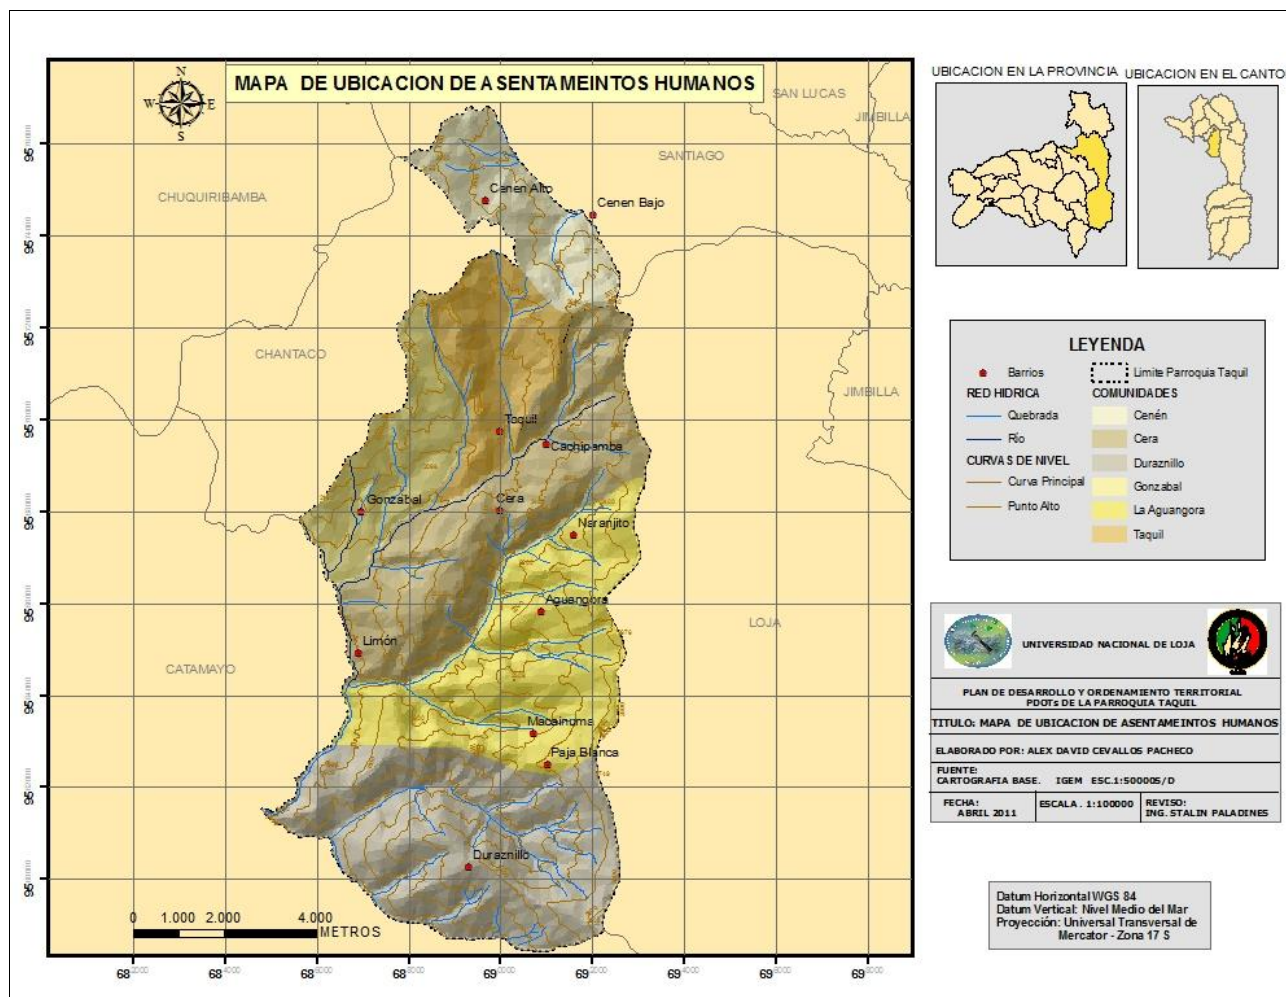 MAPA DE UBICACION DE ASENTAMEINTOS HUMANOS
N
W
E
S
SAN LUCAS
JIMBILLA
SANTIAGO
CHUQUIRIBAMBA
Cenen Alto
Cenen Bajo
CHANTACO
JIMBILLA
Taquil
Cachipamba
Gonzabal
Cera
Naranjito
Aguangora
LOJA
Limón
CATAMAYO
Macainuma
Paja Blanca
Duraznillo
0 1.000 2.000 4.000
METROS
UBICACION EN LA PROVINCIA
UBICACION EN EL CANTO
LEYENDA
Barrios
Limite Parroquia Taquil
RED HIDRICA
COMUNIDADES
Quebrada
Cenén
Río
Cera
CURVAS DE NIVEL
Duraznillo
Curva Principal
Gonzabal
Punto Alto
La Aguangora
Taquil
UNIVERSIDAD NACIONAL DE LOJA
PLAN DE DESARROLLO Y ORDENAMIENTO TERRITORIAL
PDOTs DE LA PARROQUIA TAQUIL
TITULO: MAPA DE UBICACION DE ASENTAMEINTOS HUMANOS
ELABORADO POR: ALEX DAVID CEVALLOS PACHECO
FUENTE:
CARTOGRAFIA BASE. IGEM ESC.1:500005/D
FECHA:
ABRIL 2011
ESCALA . 1:100000
REVISO:
ING. STALIN PALADINES
Datum Horizontal WGS 84
Datum Vertical: Nivel Medio del Mar
Proyección: Universal Transversal de
Mercator - Zona 17 S